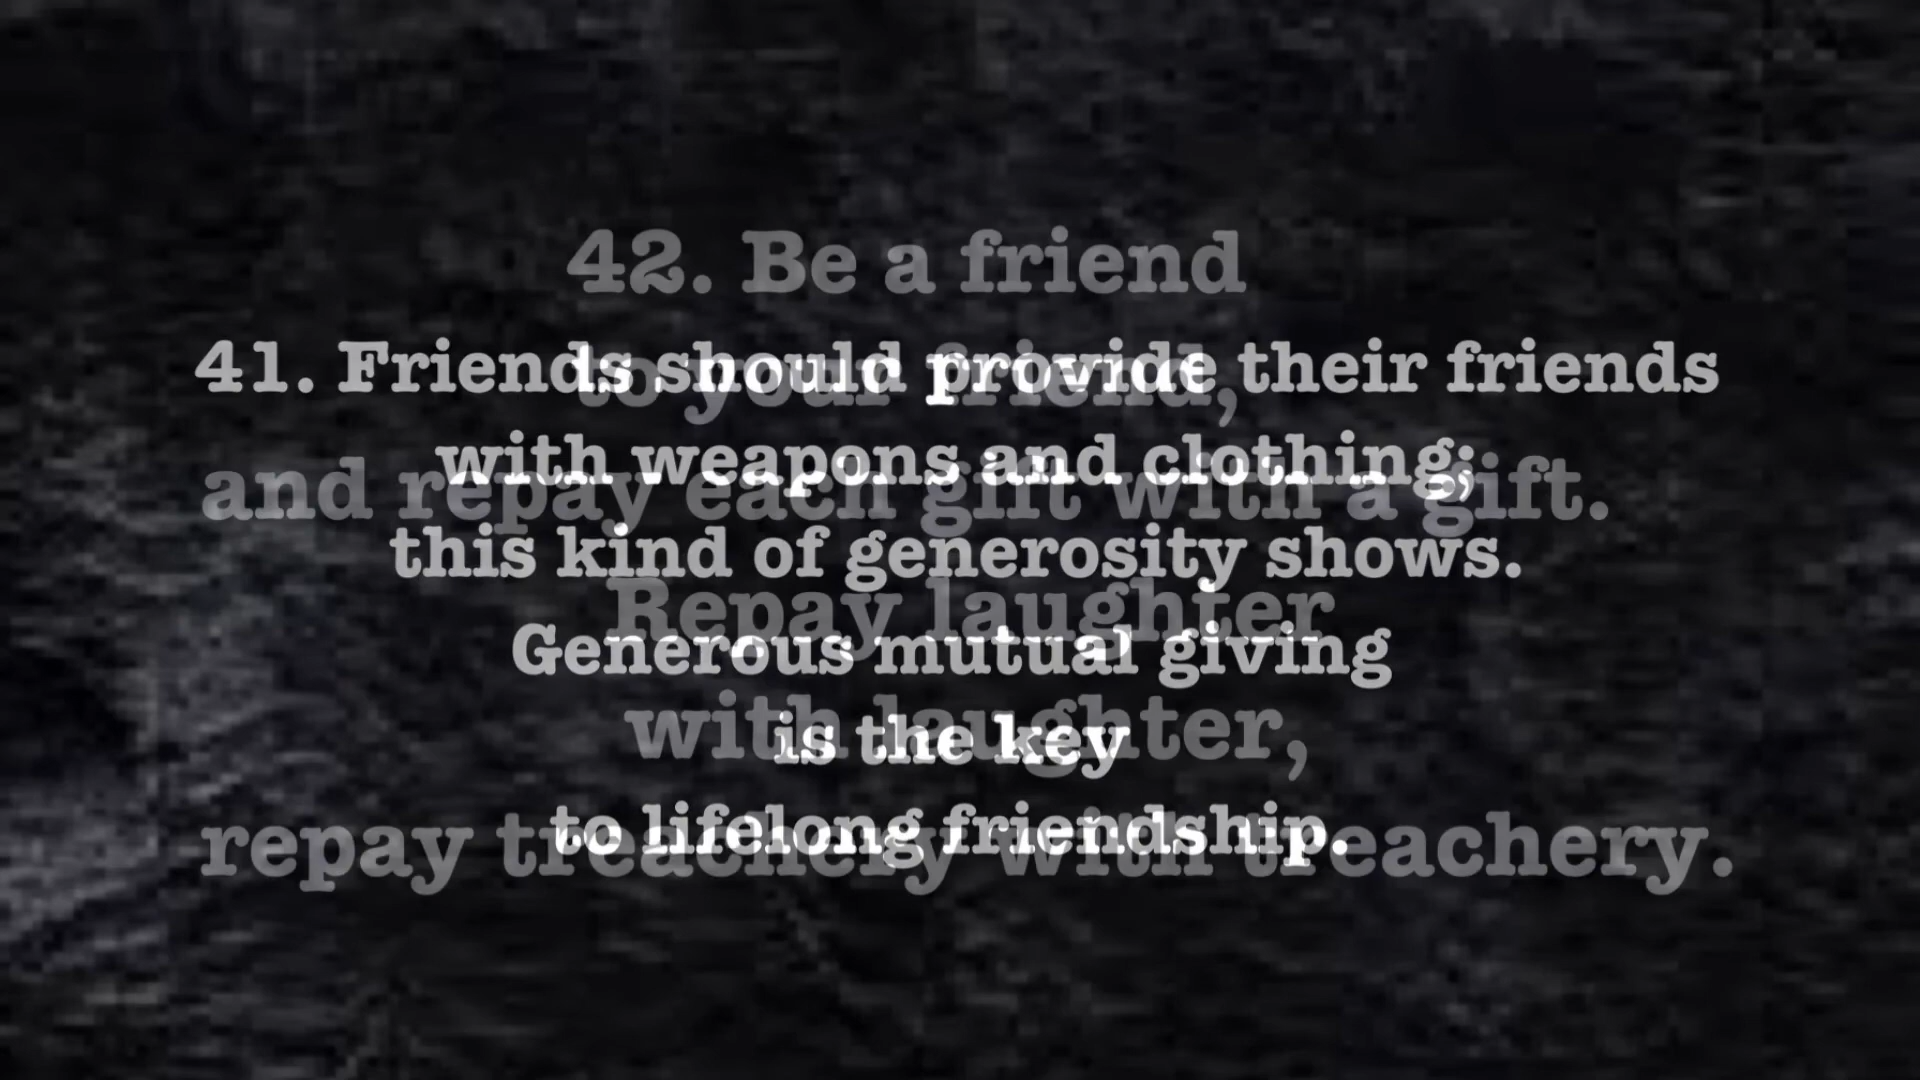 42. Be a friend
to your friend,
and repay each gift with a gift.
Repay laughter
with laughter,
repay treachery with treachery.
41. Friends should provide their friends
with weapons and clothing;
this kind of generosity shows.
Generous mutual giving
is the key
to lifelong friendship.